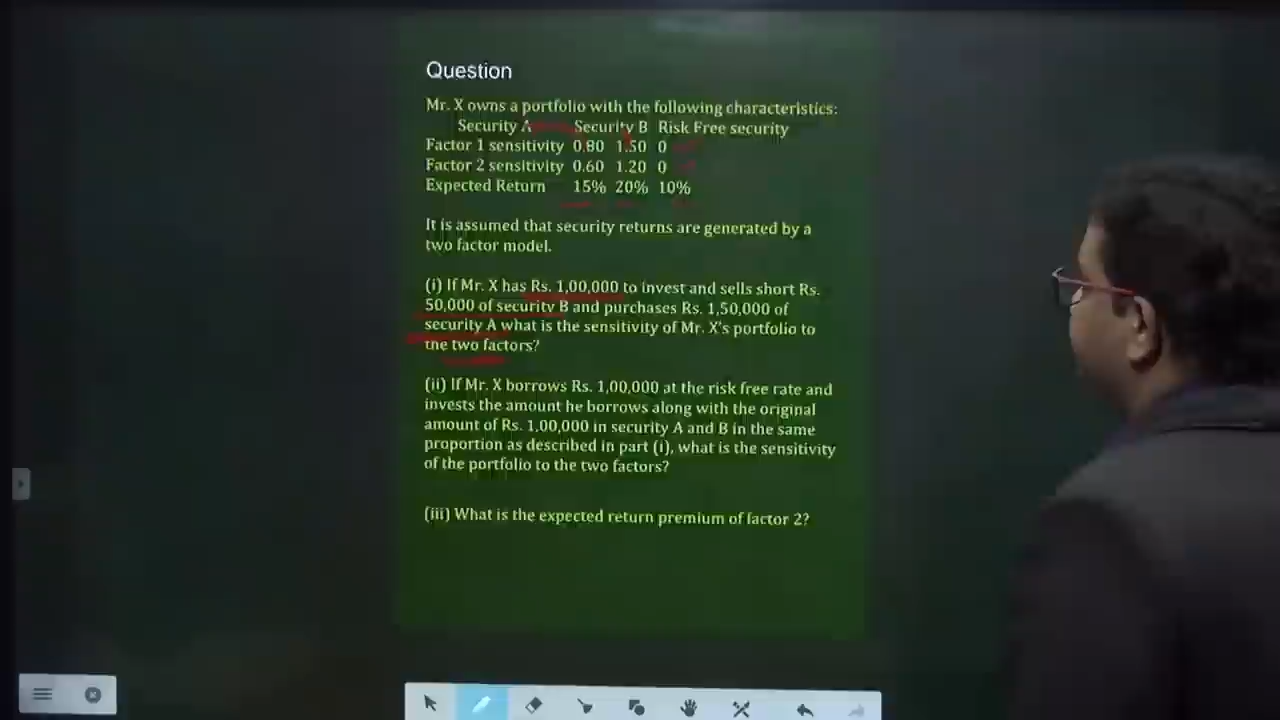 Question
Mr. X owns a portfolio with the following characteristics:
Security A Security B Risk Free security
Factor 1 sensitivity 0.80 1.50 0
Factor 2 sensitivity 0.60 1.20 0
Expected Return 15% 20% 10%
It is assumed that security returns are generated by a
two factor model.
(i) If Mr. X has Rs. 1,00,000 to invest and sells short Rs.
50,000 of security B and purchases Rs. 1,50,000 of
security A what is the sensitivity of Mr. X's portfolio to
the two factors?
(ii) If Mr. X borrows Rs. 1,00,000 at the risk free rate and
invests the amount he borrows along with the original
amount of Rs. 1,00,000 in security A and B in the same
proportion as described in part (i), what is the sensitivity
of the portfolio to the two factors?
(iii) What is the expected return premium of factor 2?